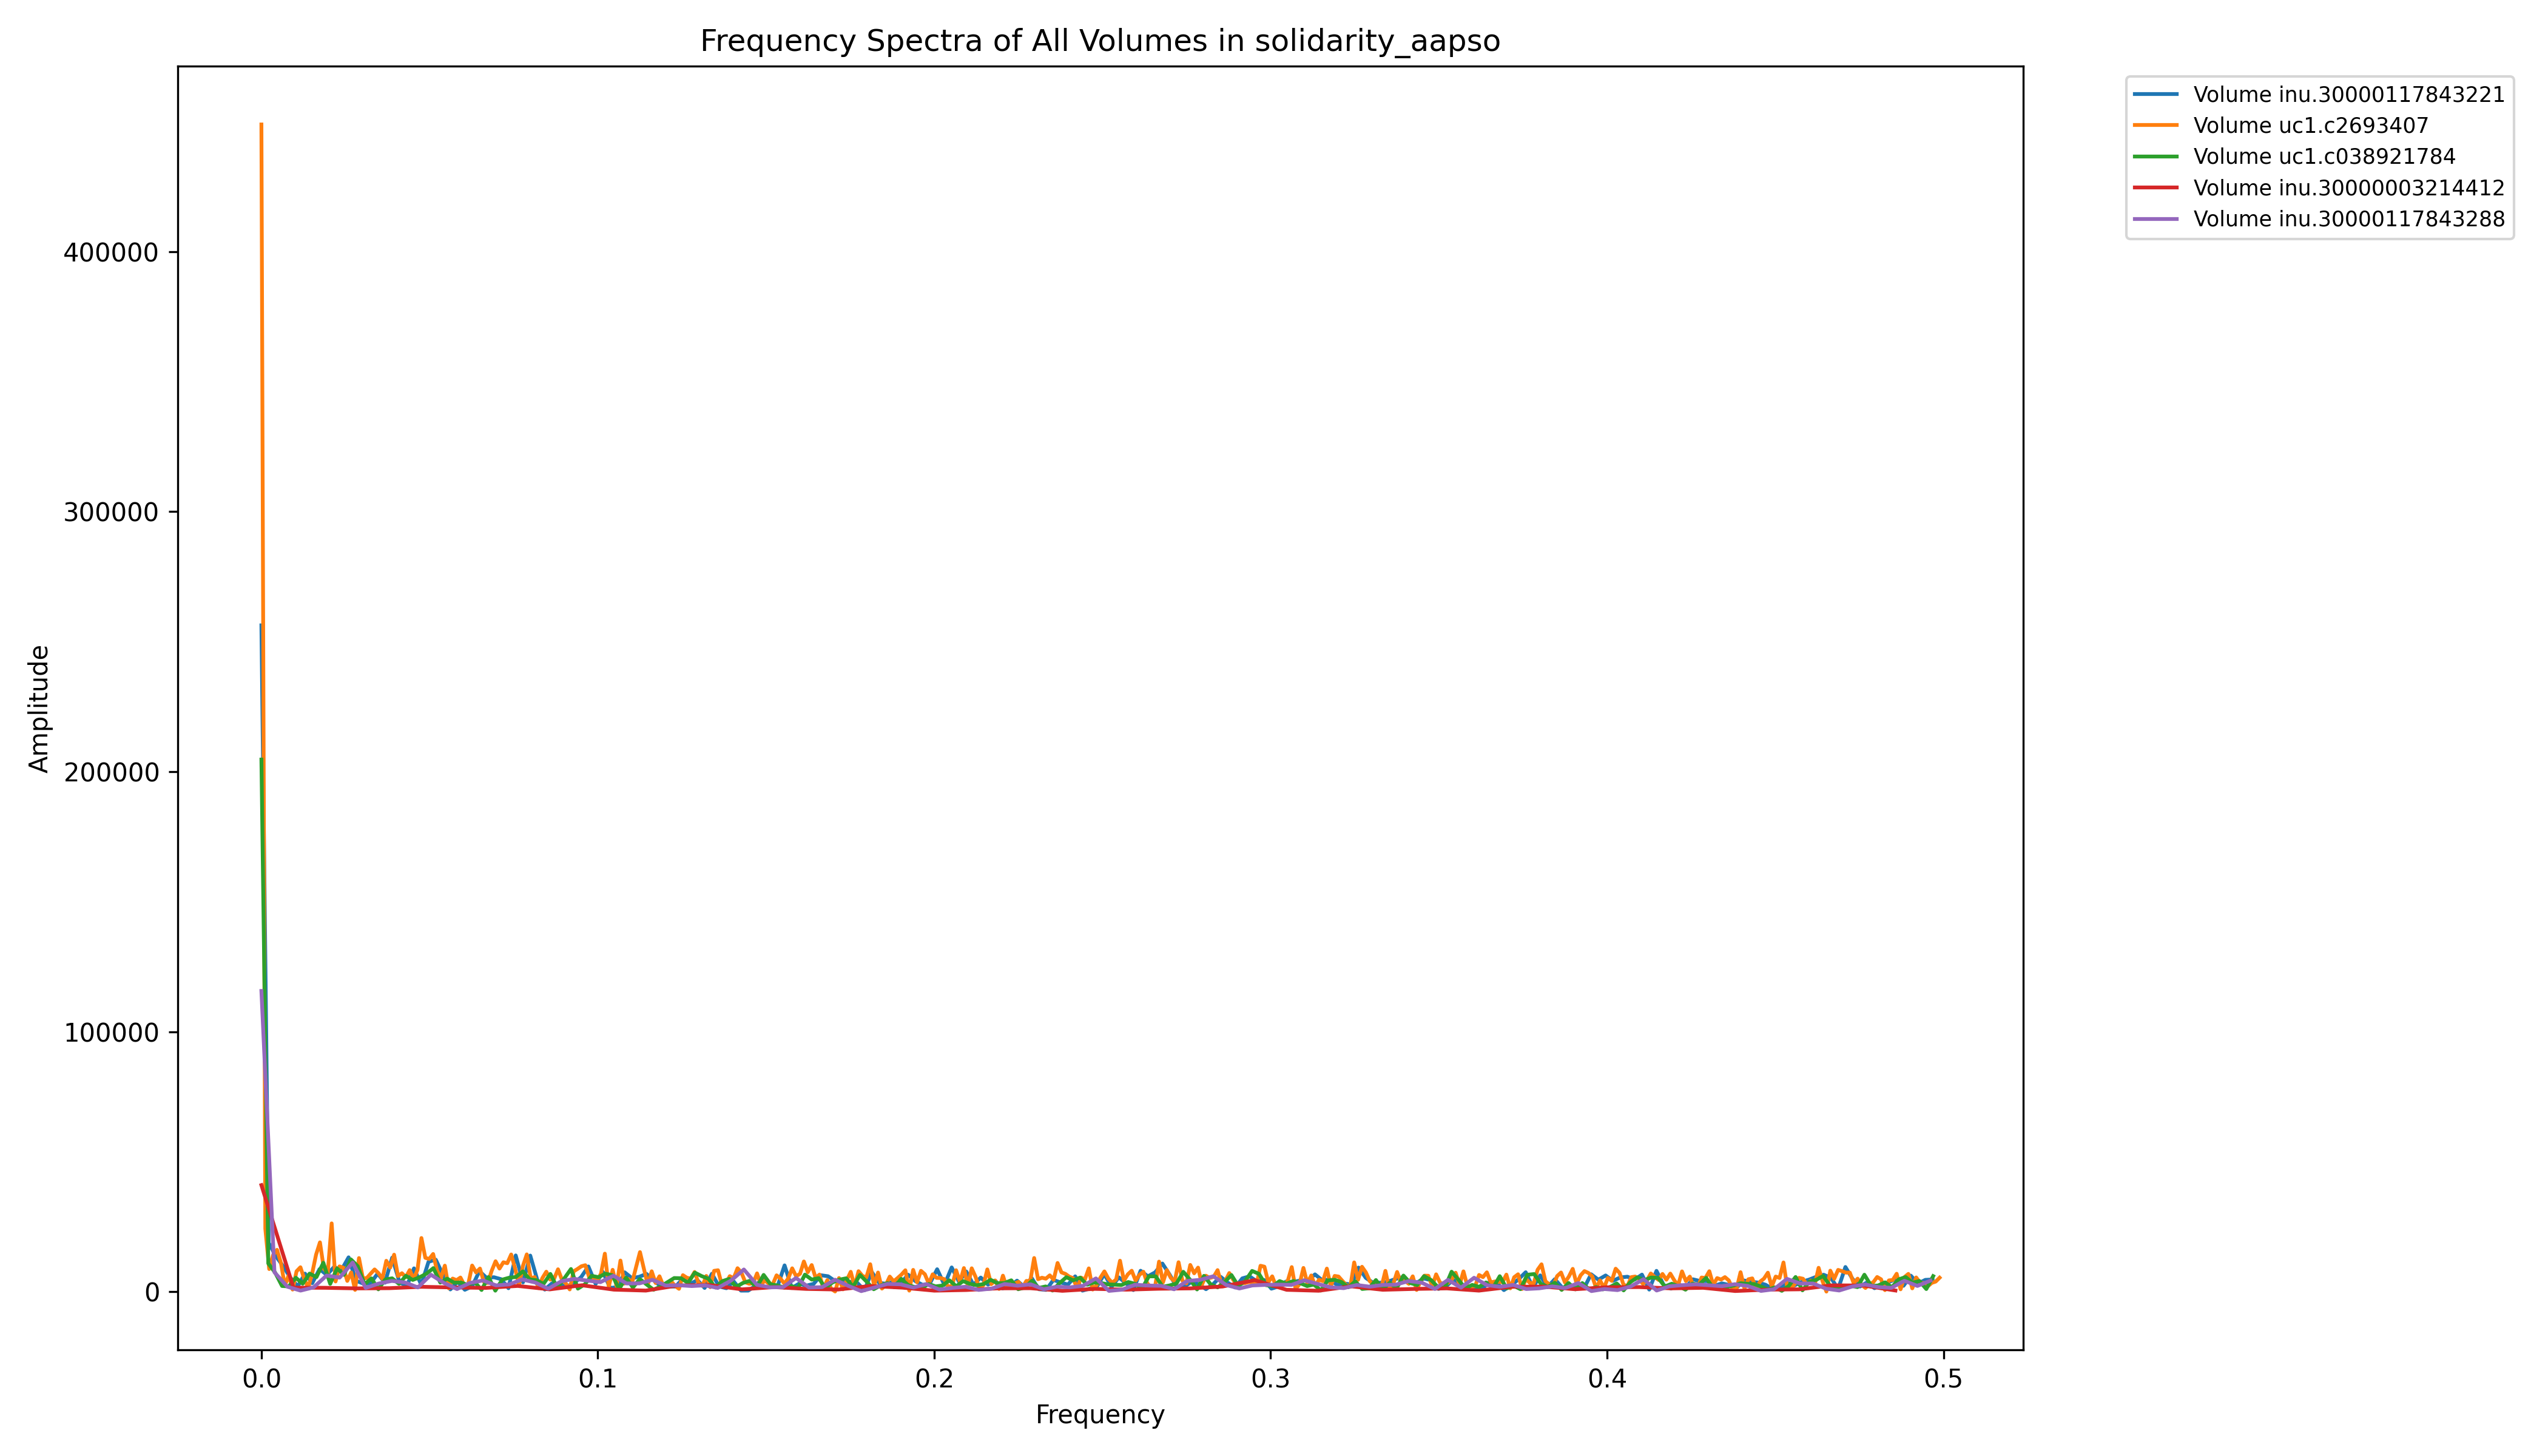 Frequency Spectra of All Volumes in solidarity_aapso
Volume inu.30000117843221
Volume uc1.c2693407
Volume uc1.c038921784
Volume inu.30000003214412
Volume inu.30000117843288
Amplitude
400000
300000
200000
100000
0
0.0 0.1 0.2 0.3 0.4 0.5
Frequency